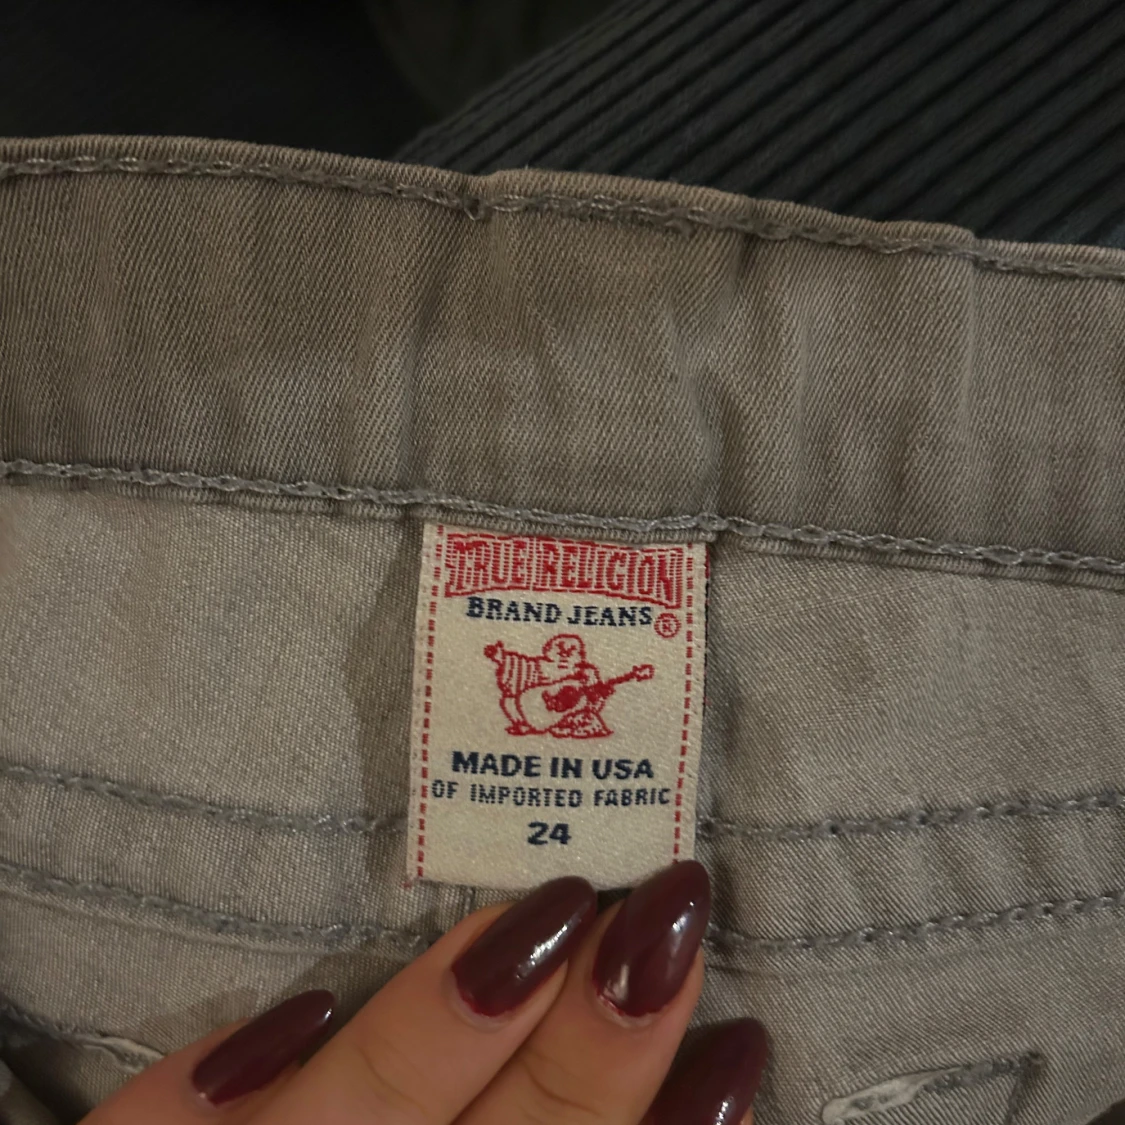 TRUE RELIGION
BRAND JEANS®
MADE IN USA
OF IMPORTED FABRIC
24